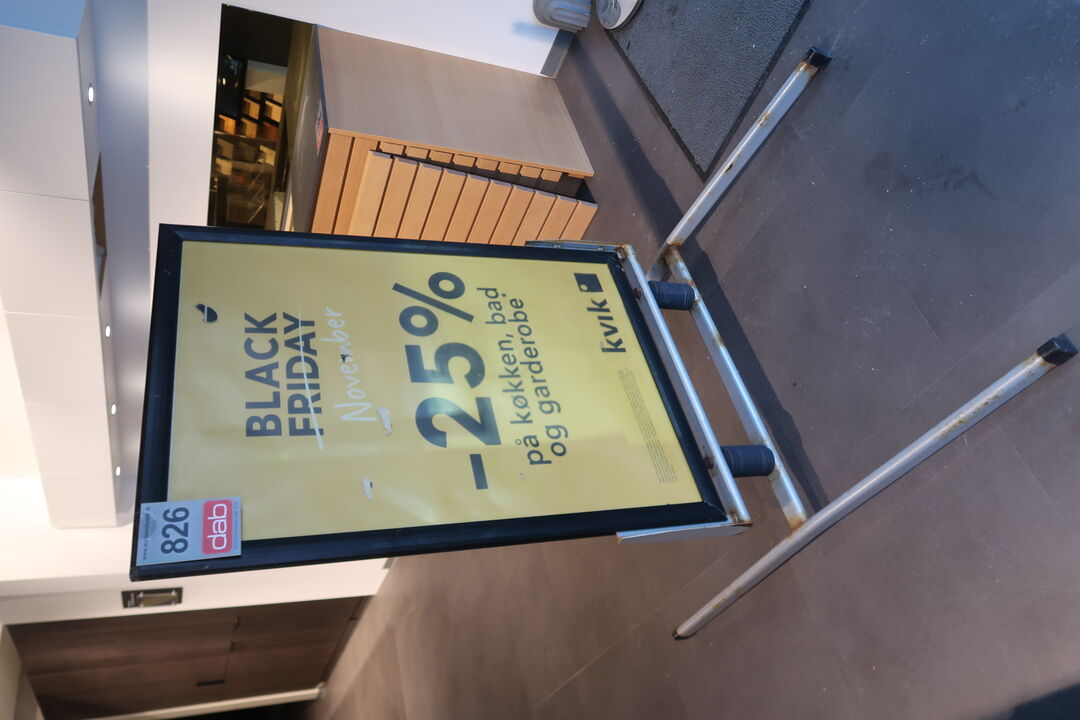 826
dab
BLACK
FRIDAY
November
-25%
på køkken, bad
og garderobe*
kvik